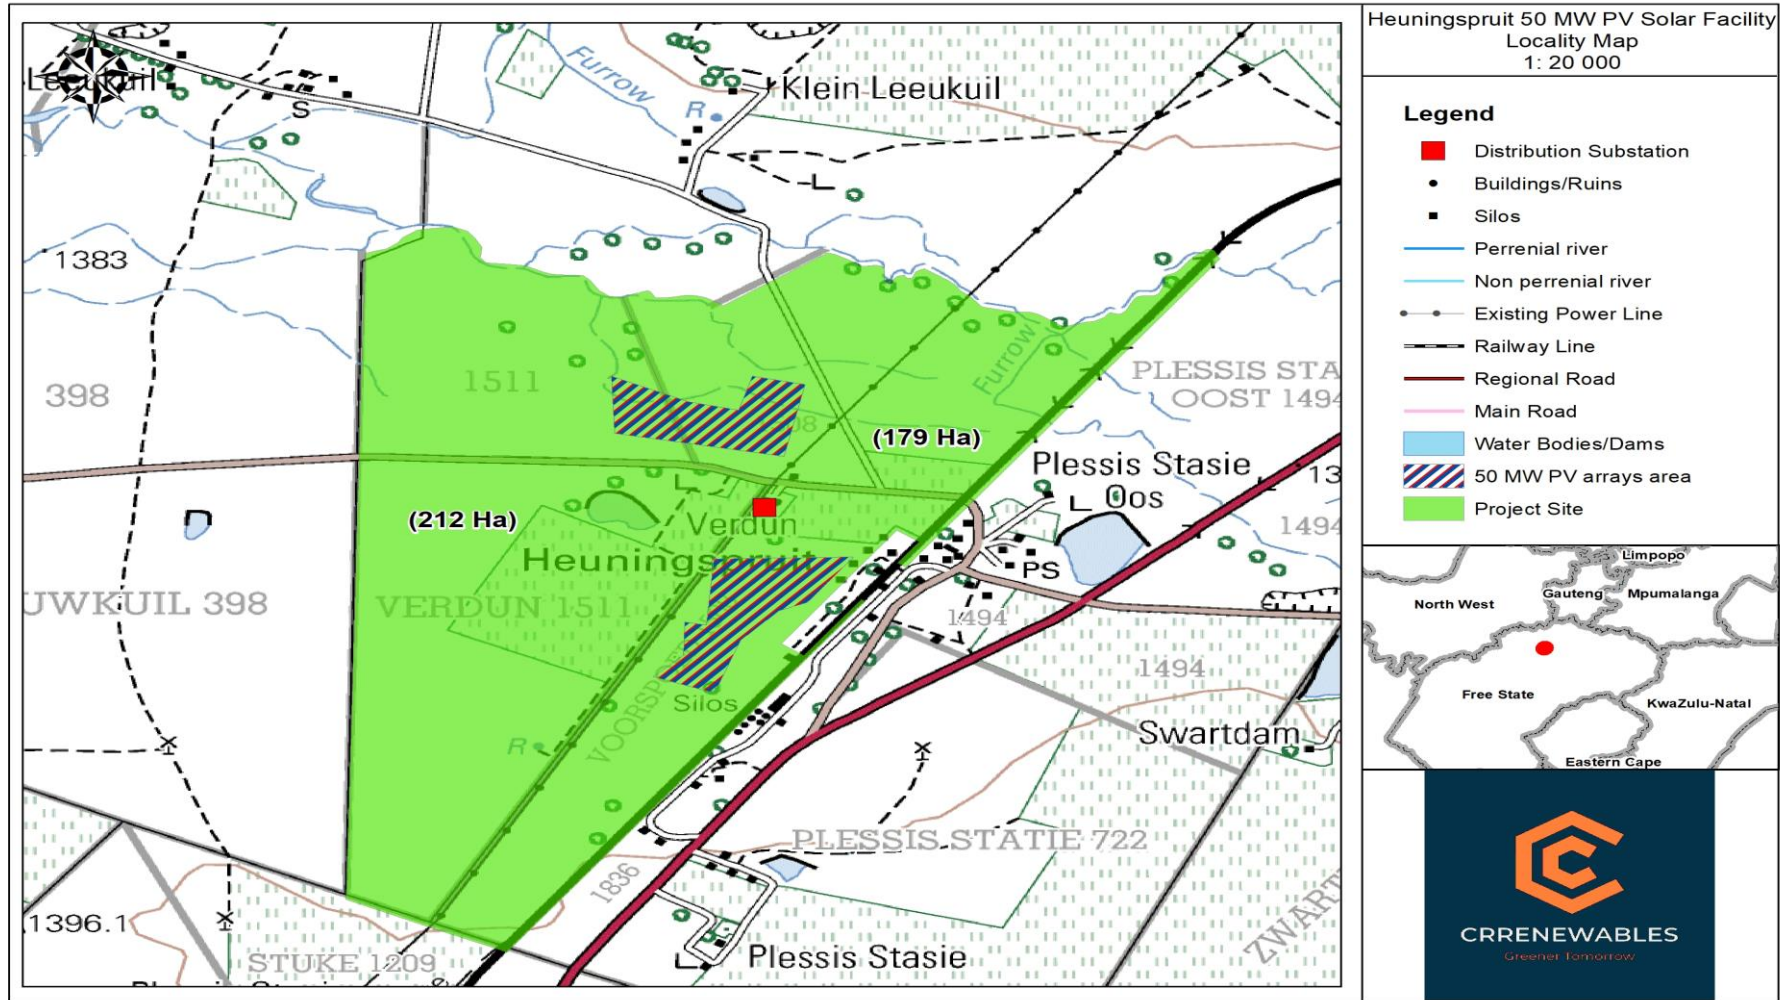 Heuningspruit 50 MW PV Solar Facility
Locality Map
1: 20 000
Legend
Distribution Substation
Buildings/Ruins
Silos
Perrenial river
Non perrenial river
Existing Power Line
Railway Line
Regional Road
Main Road
Water Bodies/Dams
50 MW PV arrays area
Project Site
Limpopo
North West
Gauteng
Mpumalanga
Free State
KwaZulu-Natal
Eastern Cape
CRRENEWABLES
Greener Tomorrow
Leeukuil
S
Furrow
R
Klein Leeukuil
1383
398
1511
Furrow
PLESSIS STA
OOST 1494
(179 Ha)
Plessis Stasie
Oos
13
1494
(212 Ha)
Verdun
Heuningspruit
PS
UWKUIL 398
VERDUN 1511
1494
1494
Silos
R
Swartdam
PLESSIS STATIE 722
1836
1396.1
STUKE 1209
Plessis Stasie